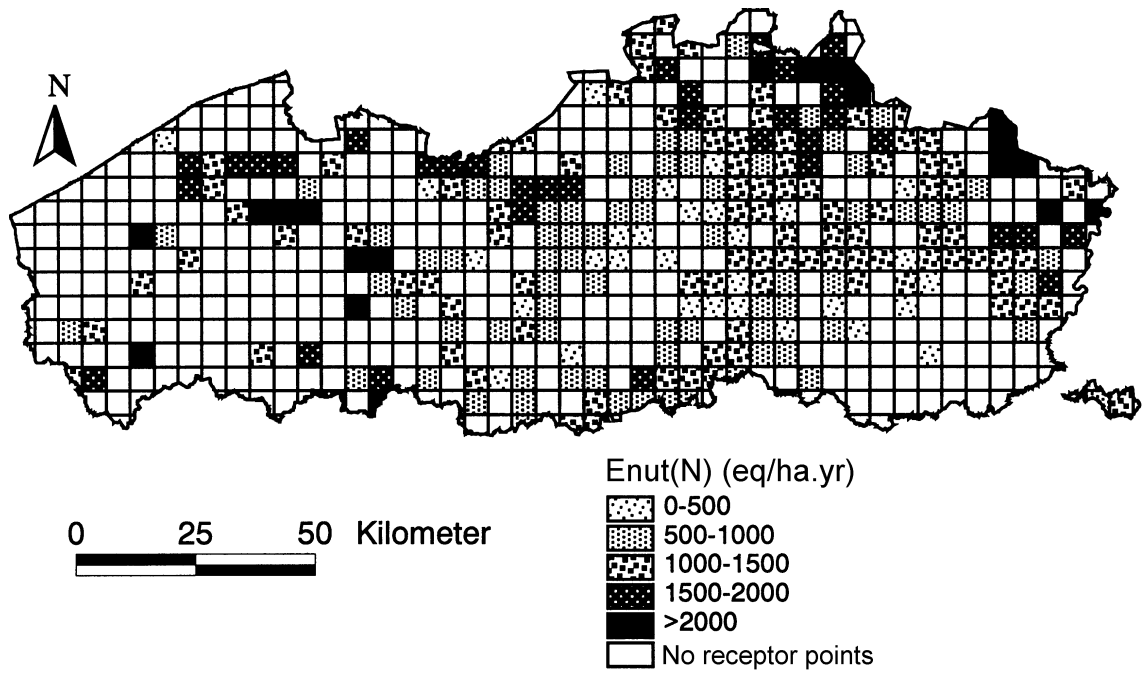 N
Enut(N) (eq/ha.yr)
0-500
500-1000
1000-1500
1500-2000
>2000
No receptor points
0 25 50 Kilometer